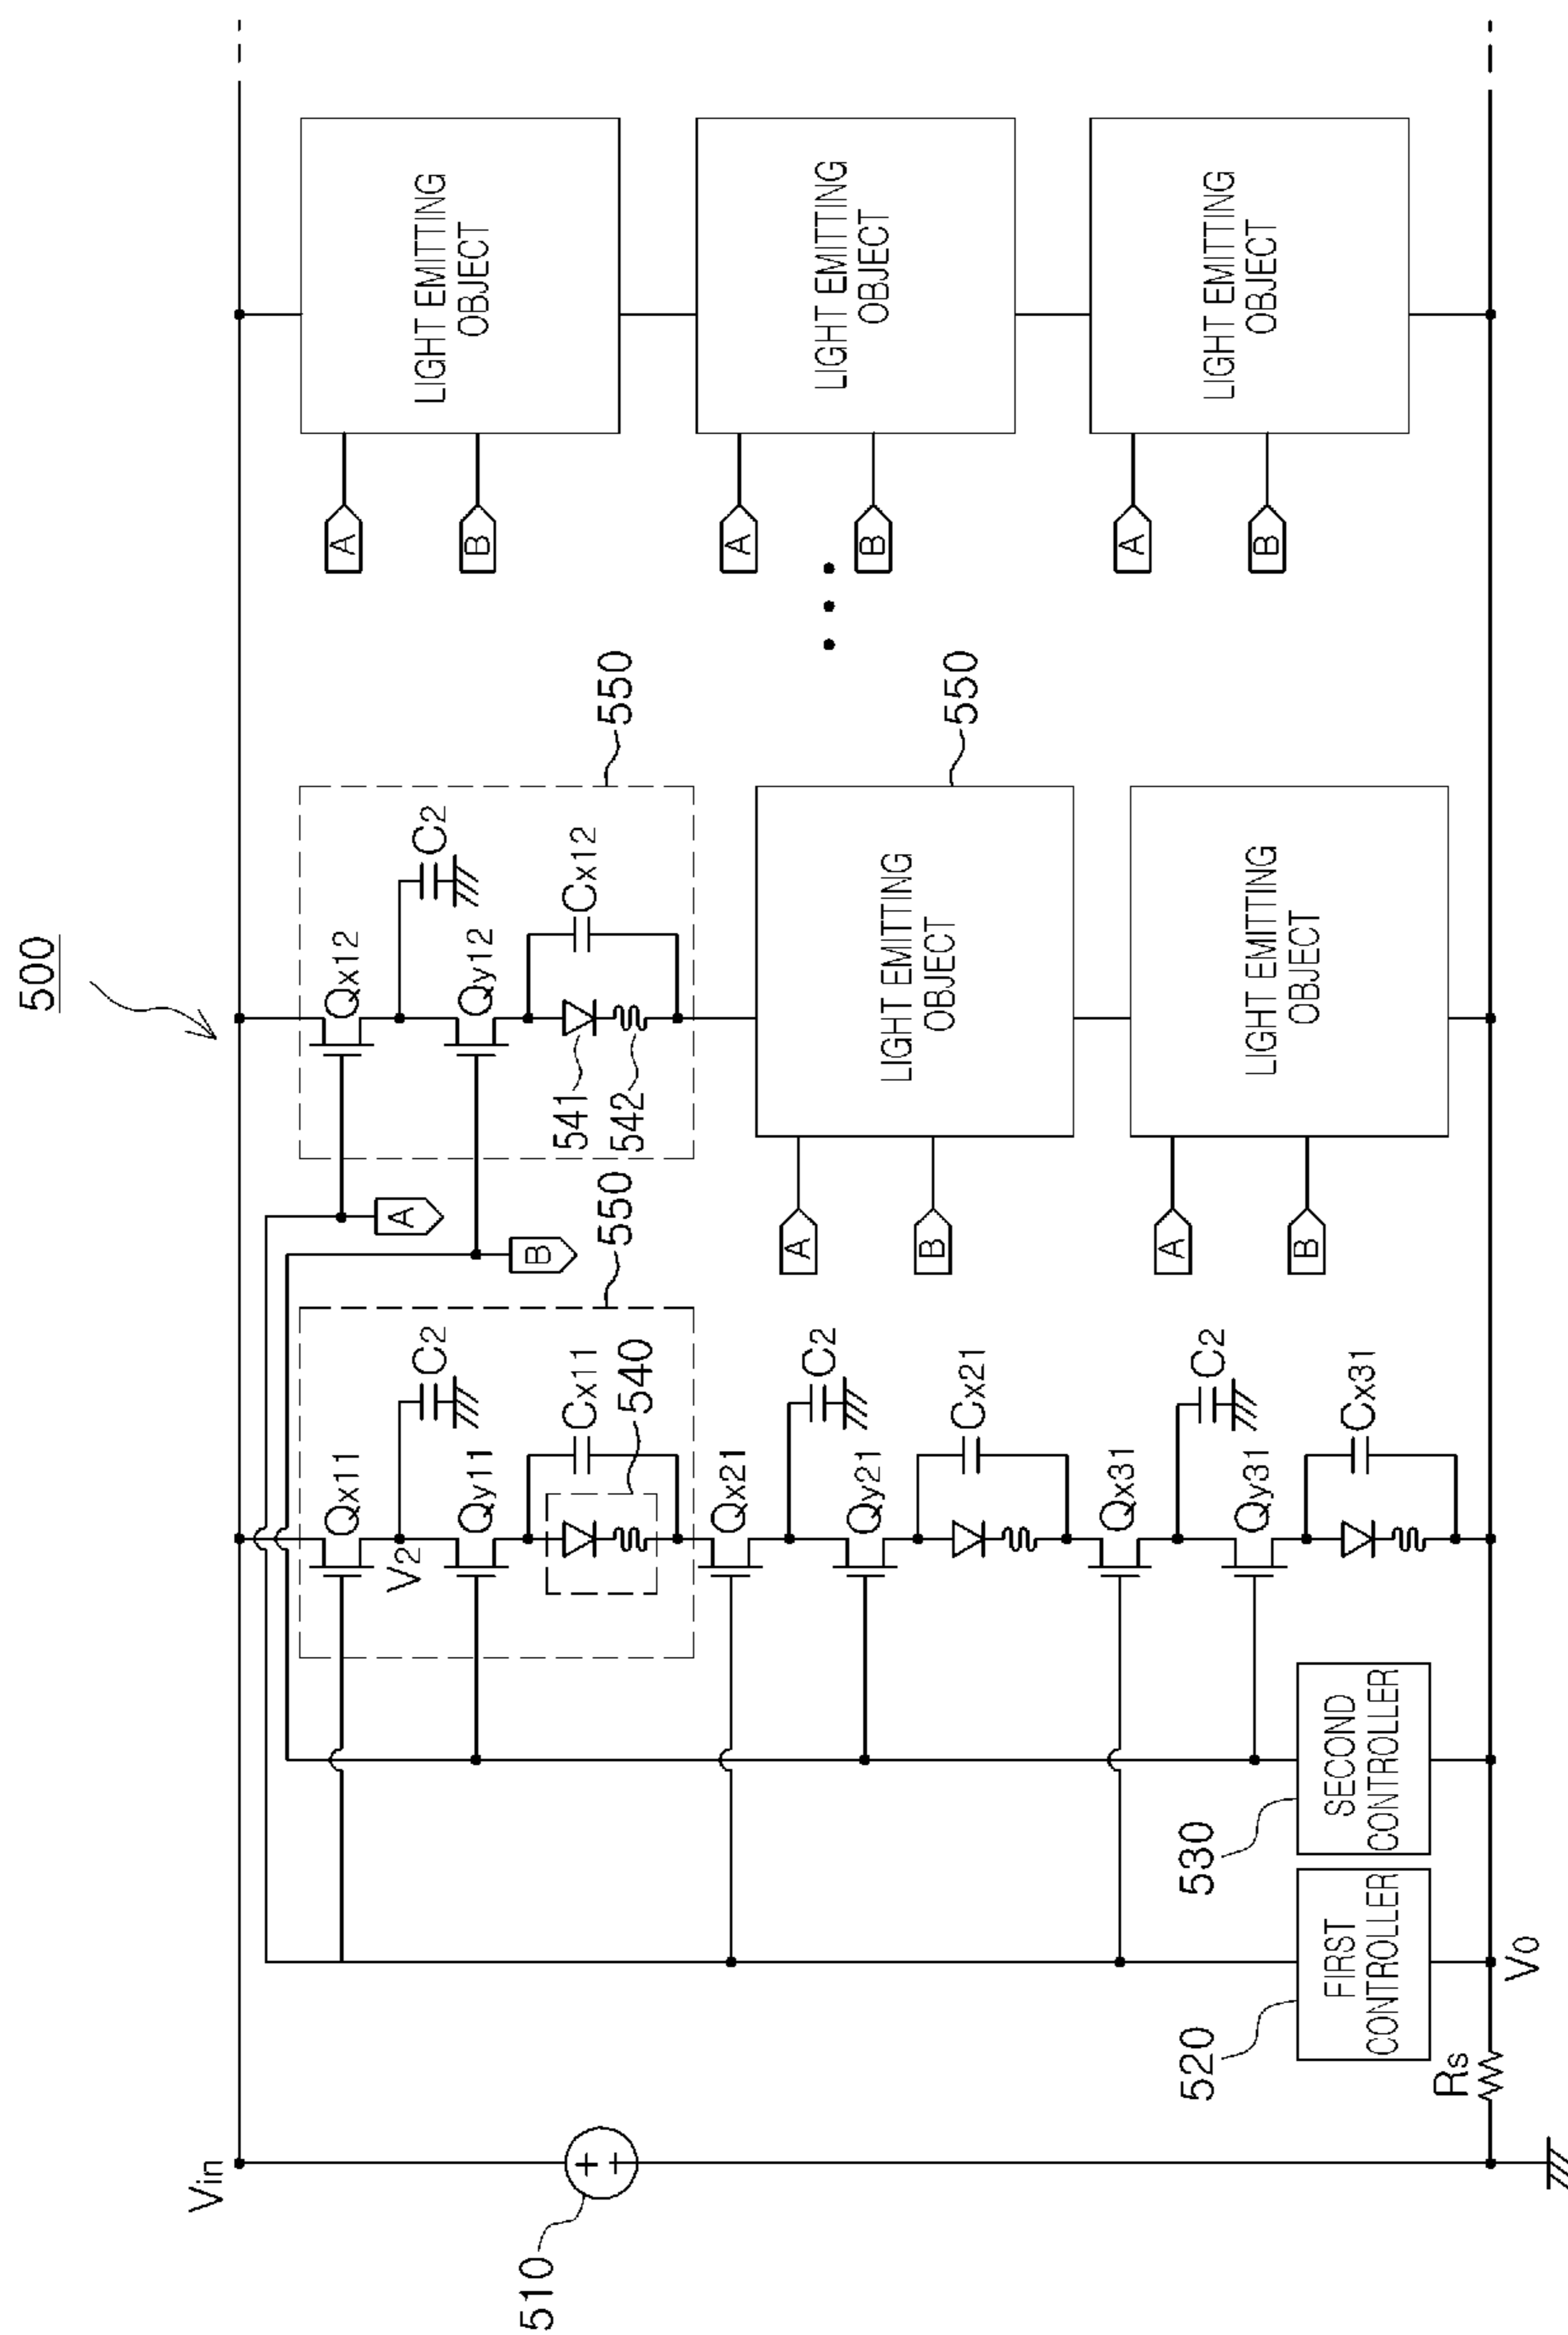 500
Vin
510
Qx11
V2
C2
Qy11
Cx11
540
550
Qx21
C2
Qy21
Cx21
Qx31
C2
Qy31
Cx31
A
B
Qx12
C2
Qy12
Cx12
541
542
550
A
B
LIGHT EMITTING
OBJECT
550
A
B
LIGHT EMITTING
OBJECT
A
B
LIGHT EMITTING
OBJECT
A
B
LIGHT EMITTING
OBJECT
A
B
LIGHT EMITTING
OBJECT
520
FIRST
CONTROLLER
530
SECOND
CONTROLLER
Rs
Vo